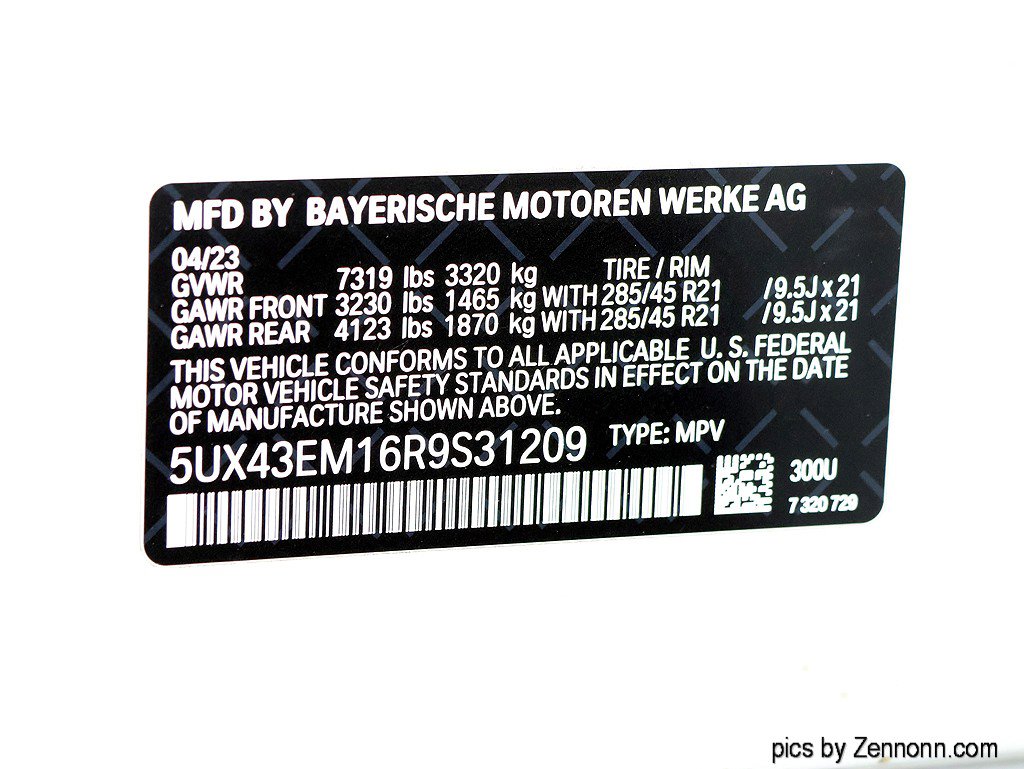 MFD BY BAYERISCHE MOTOREN WERKE AG
04/23
GVWR 7319 lbs 3320 kg TIRE / RIM
GAWR FRONT 3230 lbs 1465 kg WITH 285/45 R21 /9.5J x 21
GAWR REAR 4123 lbs 1870 kg WITH 285/45 R21 /9.5J x 21
THIS VEHICLE CONFORMS TO ALL APPLICABLE U. S. FEDERAL
MOTOR VEHICLE SAFETY STANDARDS IN EFFECT ON THE DATE
OF MANUFACTURE SHOWN ABOVE.
5UX43EM16R9S31209 TYPE: MPV
300U
7 320 729
pics by Zennonn.com